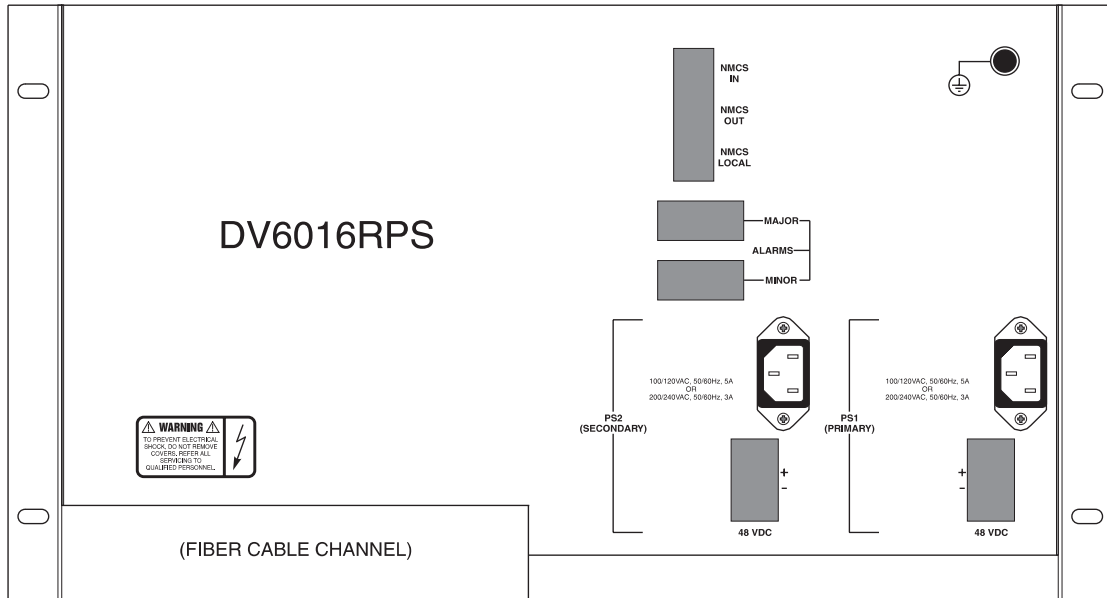 NMCS
IN
NMCS
OUT
NMCS
LOCAL
DV6016RPS
MAJOR
ALARMS
MINOR
100/120VAC, 50/60Hz, 5A
OR
200/240VAC, 50/60Hz, 3A
PS2
(SECONDARY)
+
-
48 VDC
100/120VAC, 50/60Hz, 5A
OR
200/240VAC, 50/60Hz, 3A
PS1
(PRIMARY)
+
-
48 VDC
WARNING
TO PREVENT ELECTRICAL
SHOCK, DO NOT REMOVE
COVERS. REFER ALL
SERVICING TO
QUALIFIED PERSONNEL.
(FIBER CABLE CHANNEL)